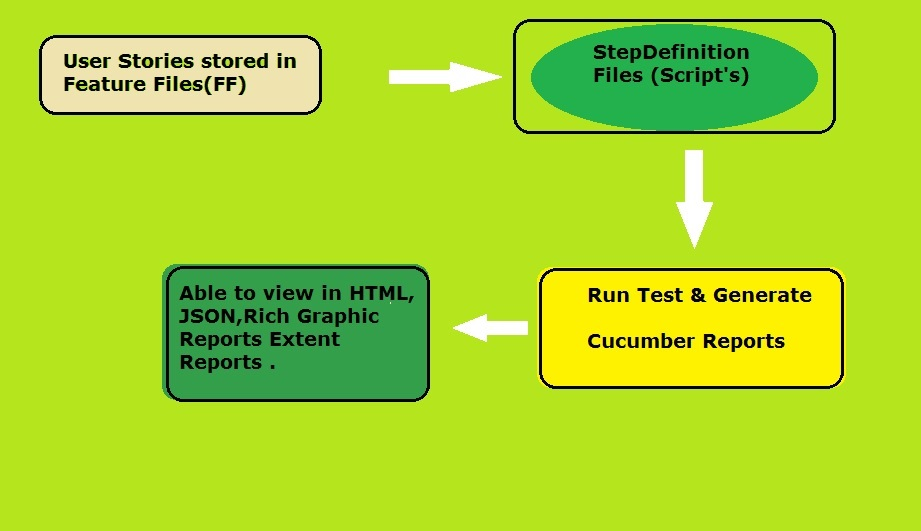 User Stories stored in
Feature Files(FF)
StepDefinition
Files (Script's)
Run Test & Generate
Cucumber Reports
Able to view in HTML,
JSON,Rich Graphic
Reports Extent
Reports .